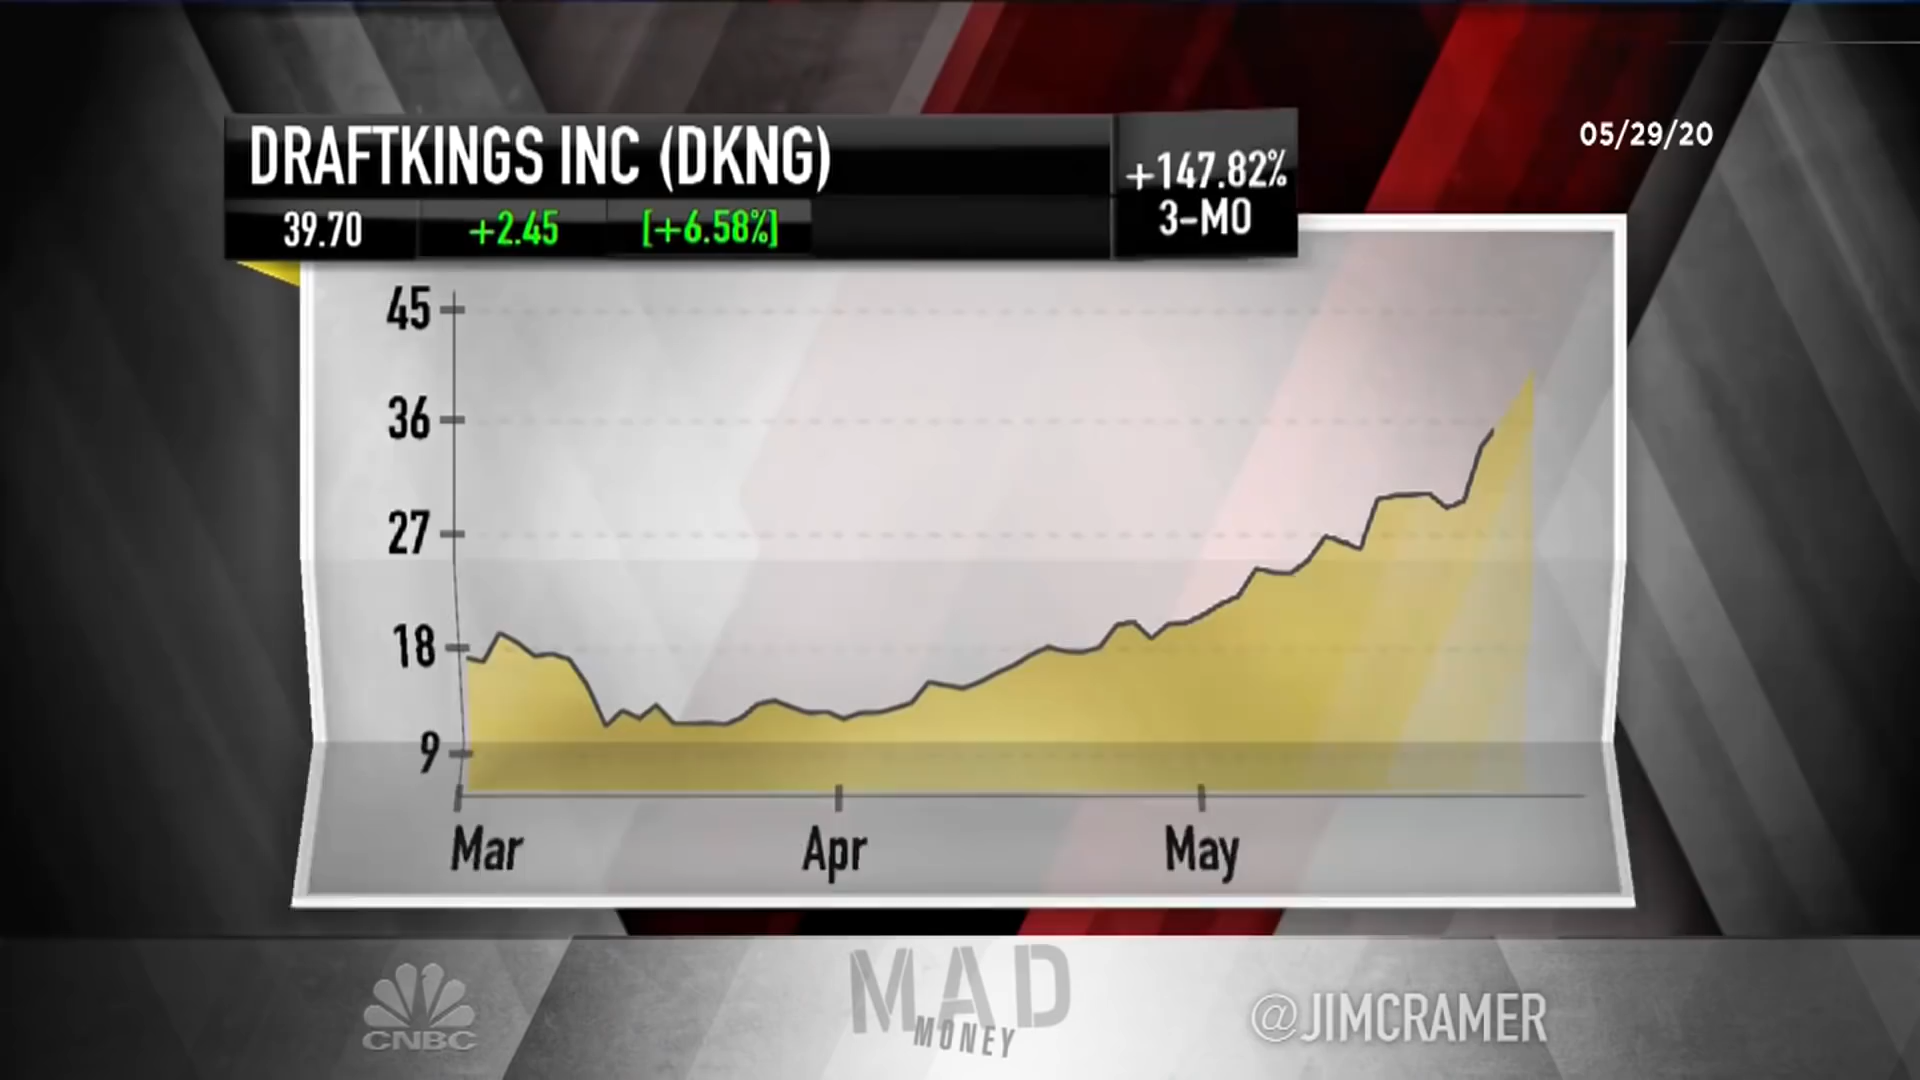 DRAFTKINGS INC (DKNG)
39.70 +2.45 [+6.58%]
+147.82%
3-MO
05/29/20
45
36
27
18
9
Mar Apr May
CNBC
MAD
MONEY
@JIMCRAMER